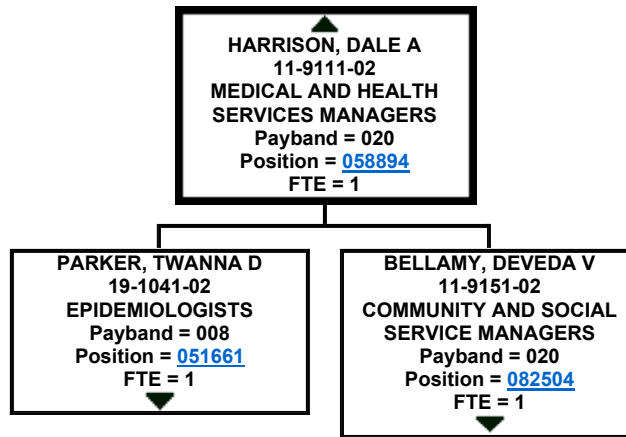 HARRISON, DALE A
11-9111-02
MEDICAL AND HEALTH
SERVICES MANAGERS
Payband = 020
Position = 058894
FTE = 1
PARKER, TWANNA D
19-1041-02
EPIDEMIOLOGISTS
Payband = 008
Position = 051661
FTE = 1
BELLAMY, DEVEDA V
11-9151-02
COMMUNITY AND SOCIAL
SERVICE MANAGERS
Payband = 020
Position = 082504
FTE = 1